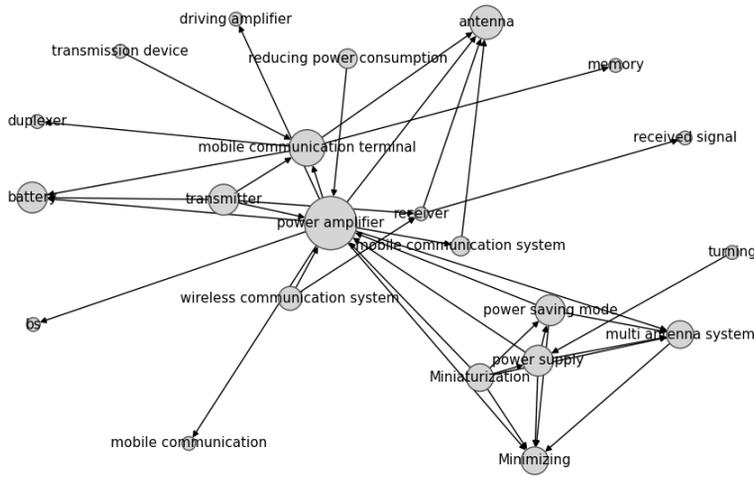 driving amplifier
antenna
transmission device
reducing power consumption
memory
duplexer
received signal
mobile communication terminal
battery
transmitter
receiver
power amplifier
mobile communication system
turning
wireless communication system
power saving mode
bs
multi antenna system
power supply
Miniaturization
mobile communication
Minimizing